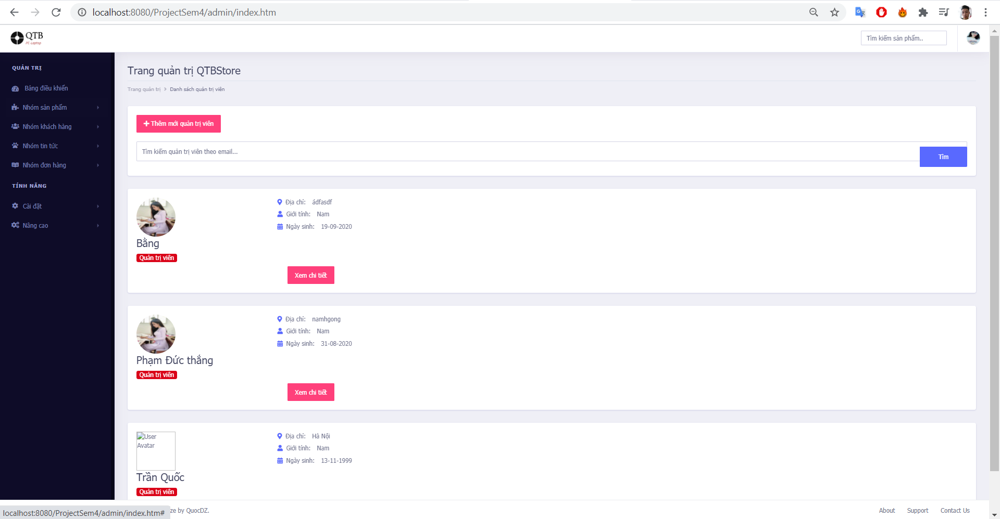 localhost:8080/ProjectSem4/admin/index.htm
QTB
PC Laptop
Tìm kiếm sản phẩm..
QUẢN TRỊ
Bảng điều khiển
Nhóm sản phẩm
Nhóm khách hàng
Nhóm tin tức
Nhóm đơn hàng
TÍNH NĂNG
Cài đặt
Nâng cao
Trang quản trị QTBStore
Trang quản trị > Danh sách quản trị viên
Thêm mới quản trị viên
Tìm kiếm quản trị viên theo email...
Tìm
Bằng
Quản trị viên
Địa chỉ: ádfasdf
Giới tính: Nam
Ngày sinh: 19-09-2020
Xem chi tiết
Phạm Đức thắng
Quản trị viên
Địa chỉ: namhgong
Giới tính: Nam
Ngày sinh: 31-08-2020
Xem chi tiết
User
Avatar
Trần Quốc
Quản trị viên
Địa chỉ: Hà Nội
Giới tính: Nam
Ngày sinh: 13-11-1999
ze by QuocDZ.
About Support Contact Us
localhost:8080/ProjectSem4/admin/index.htm#